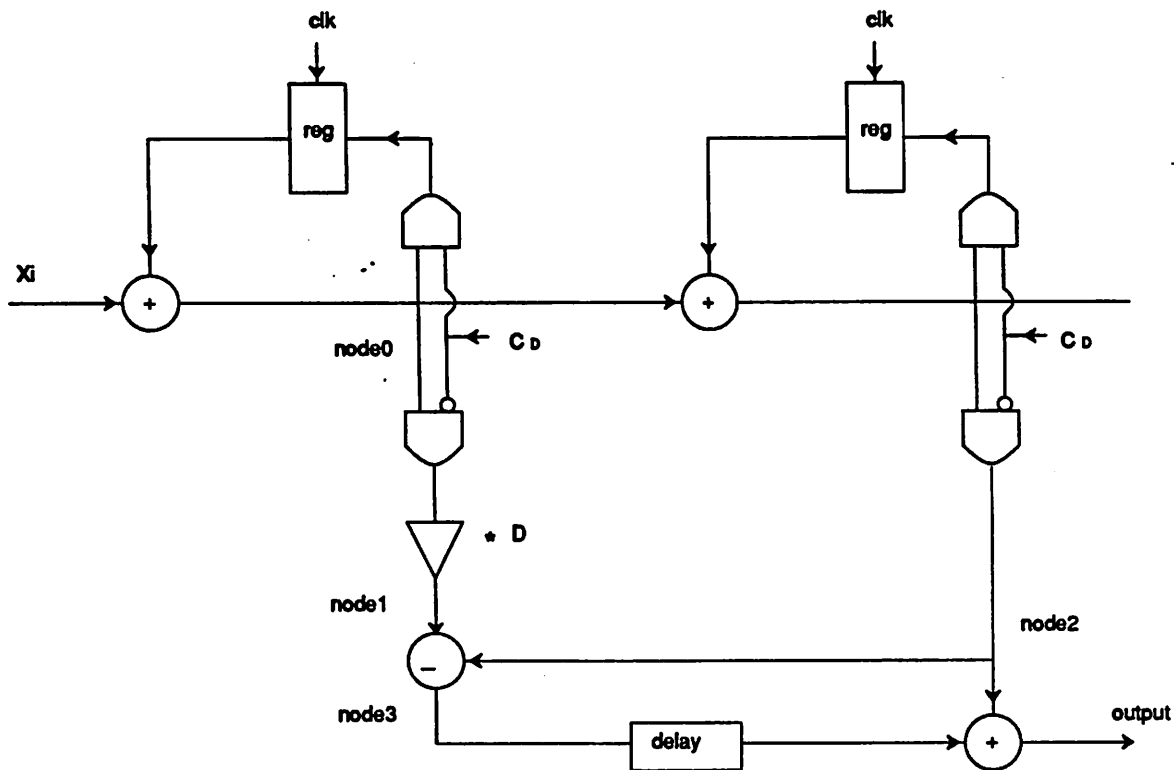 clk
clk
reg
reg
Xi
+
+
node0
C D
C D
* D
node1
node2
−
node3
delay
+
output